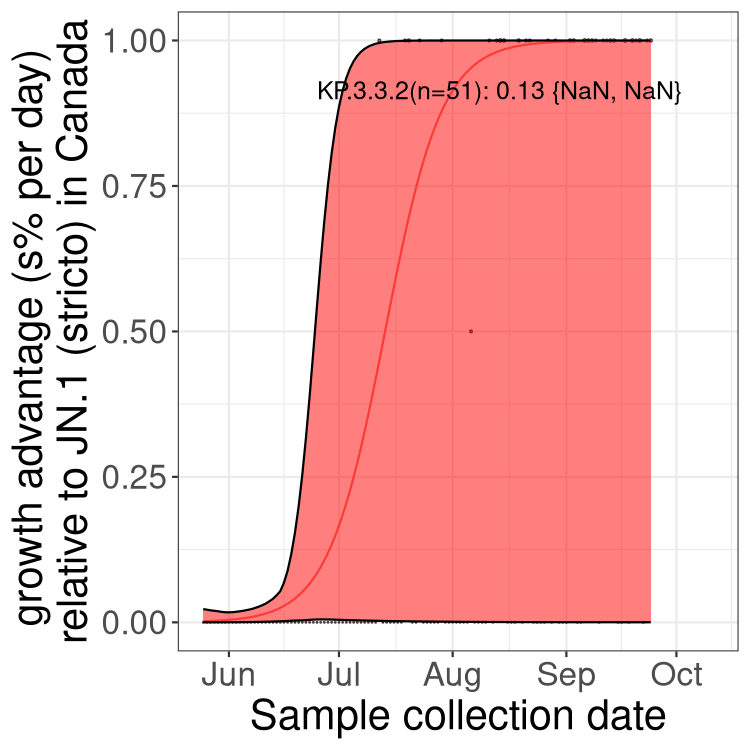 growth advantage (s% per day)
relative to JN.1 (stricto) in Canada
1.00
0.75
0.50
0.25
0.00
KP.3.3.2(n=51): 0.13 {NaN, NaN}
Jun Jul Aug Sep Oct
Sample collection date